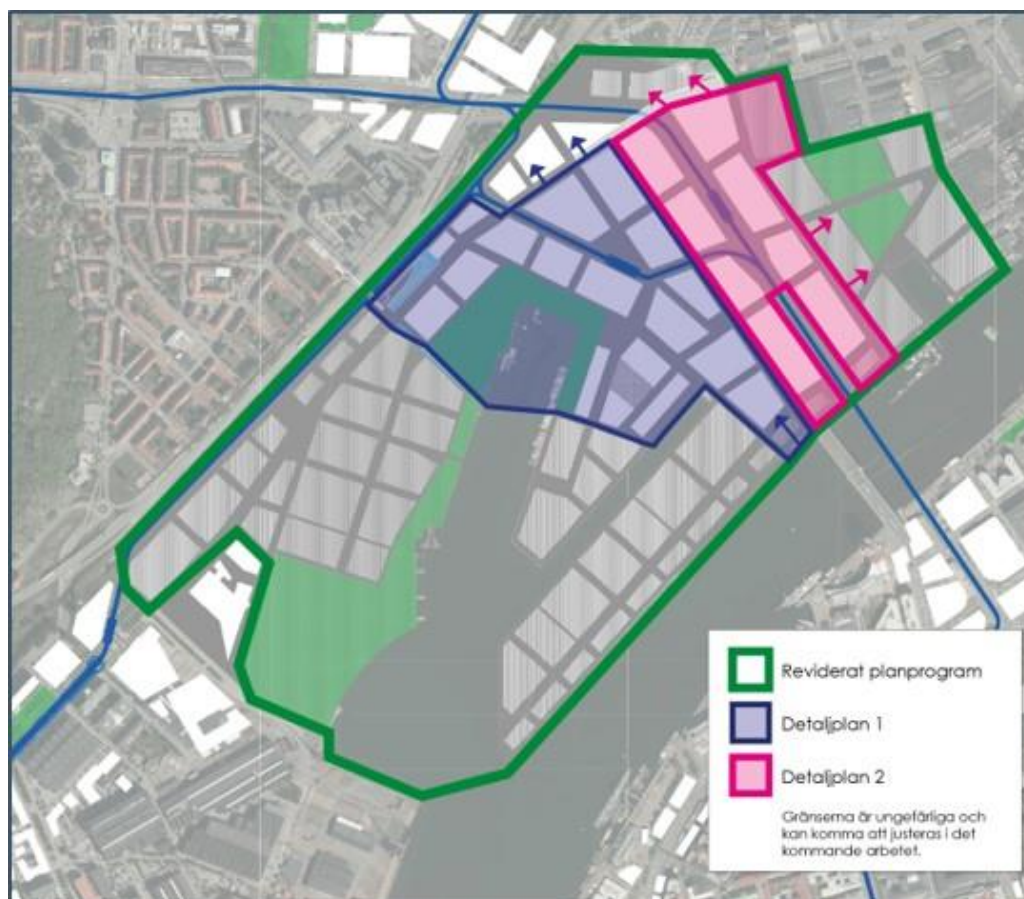 Reviderat planprogram
Detaljplan 1
Detaljplan 2
Gränserna är ungefärliga och
kan komma att justeras i det
kommande arbetet.